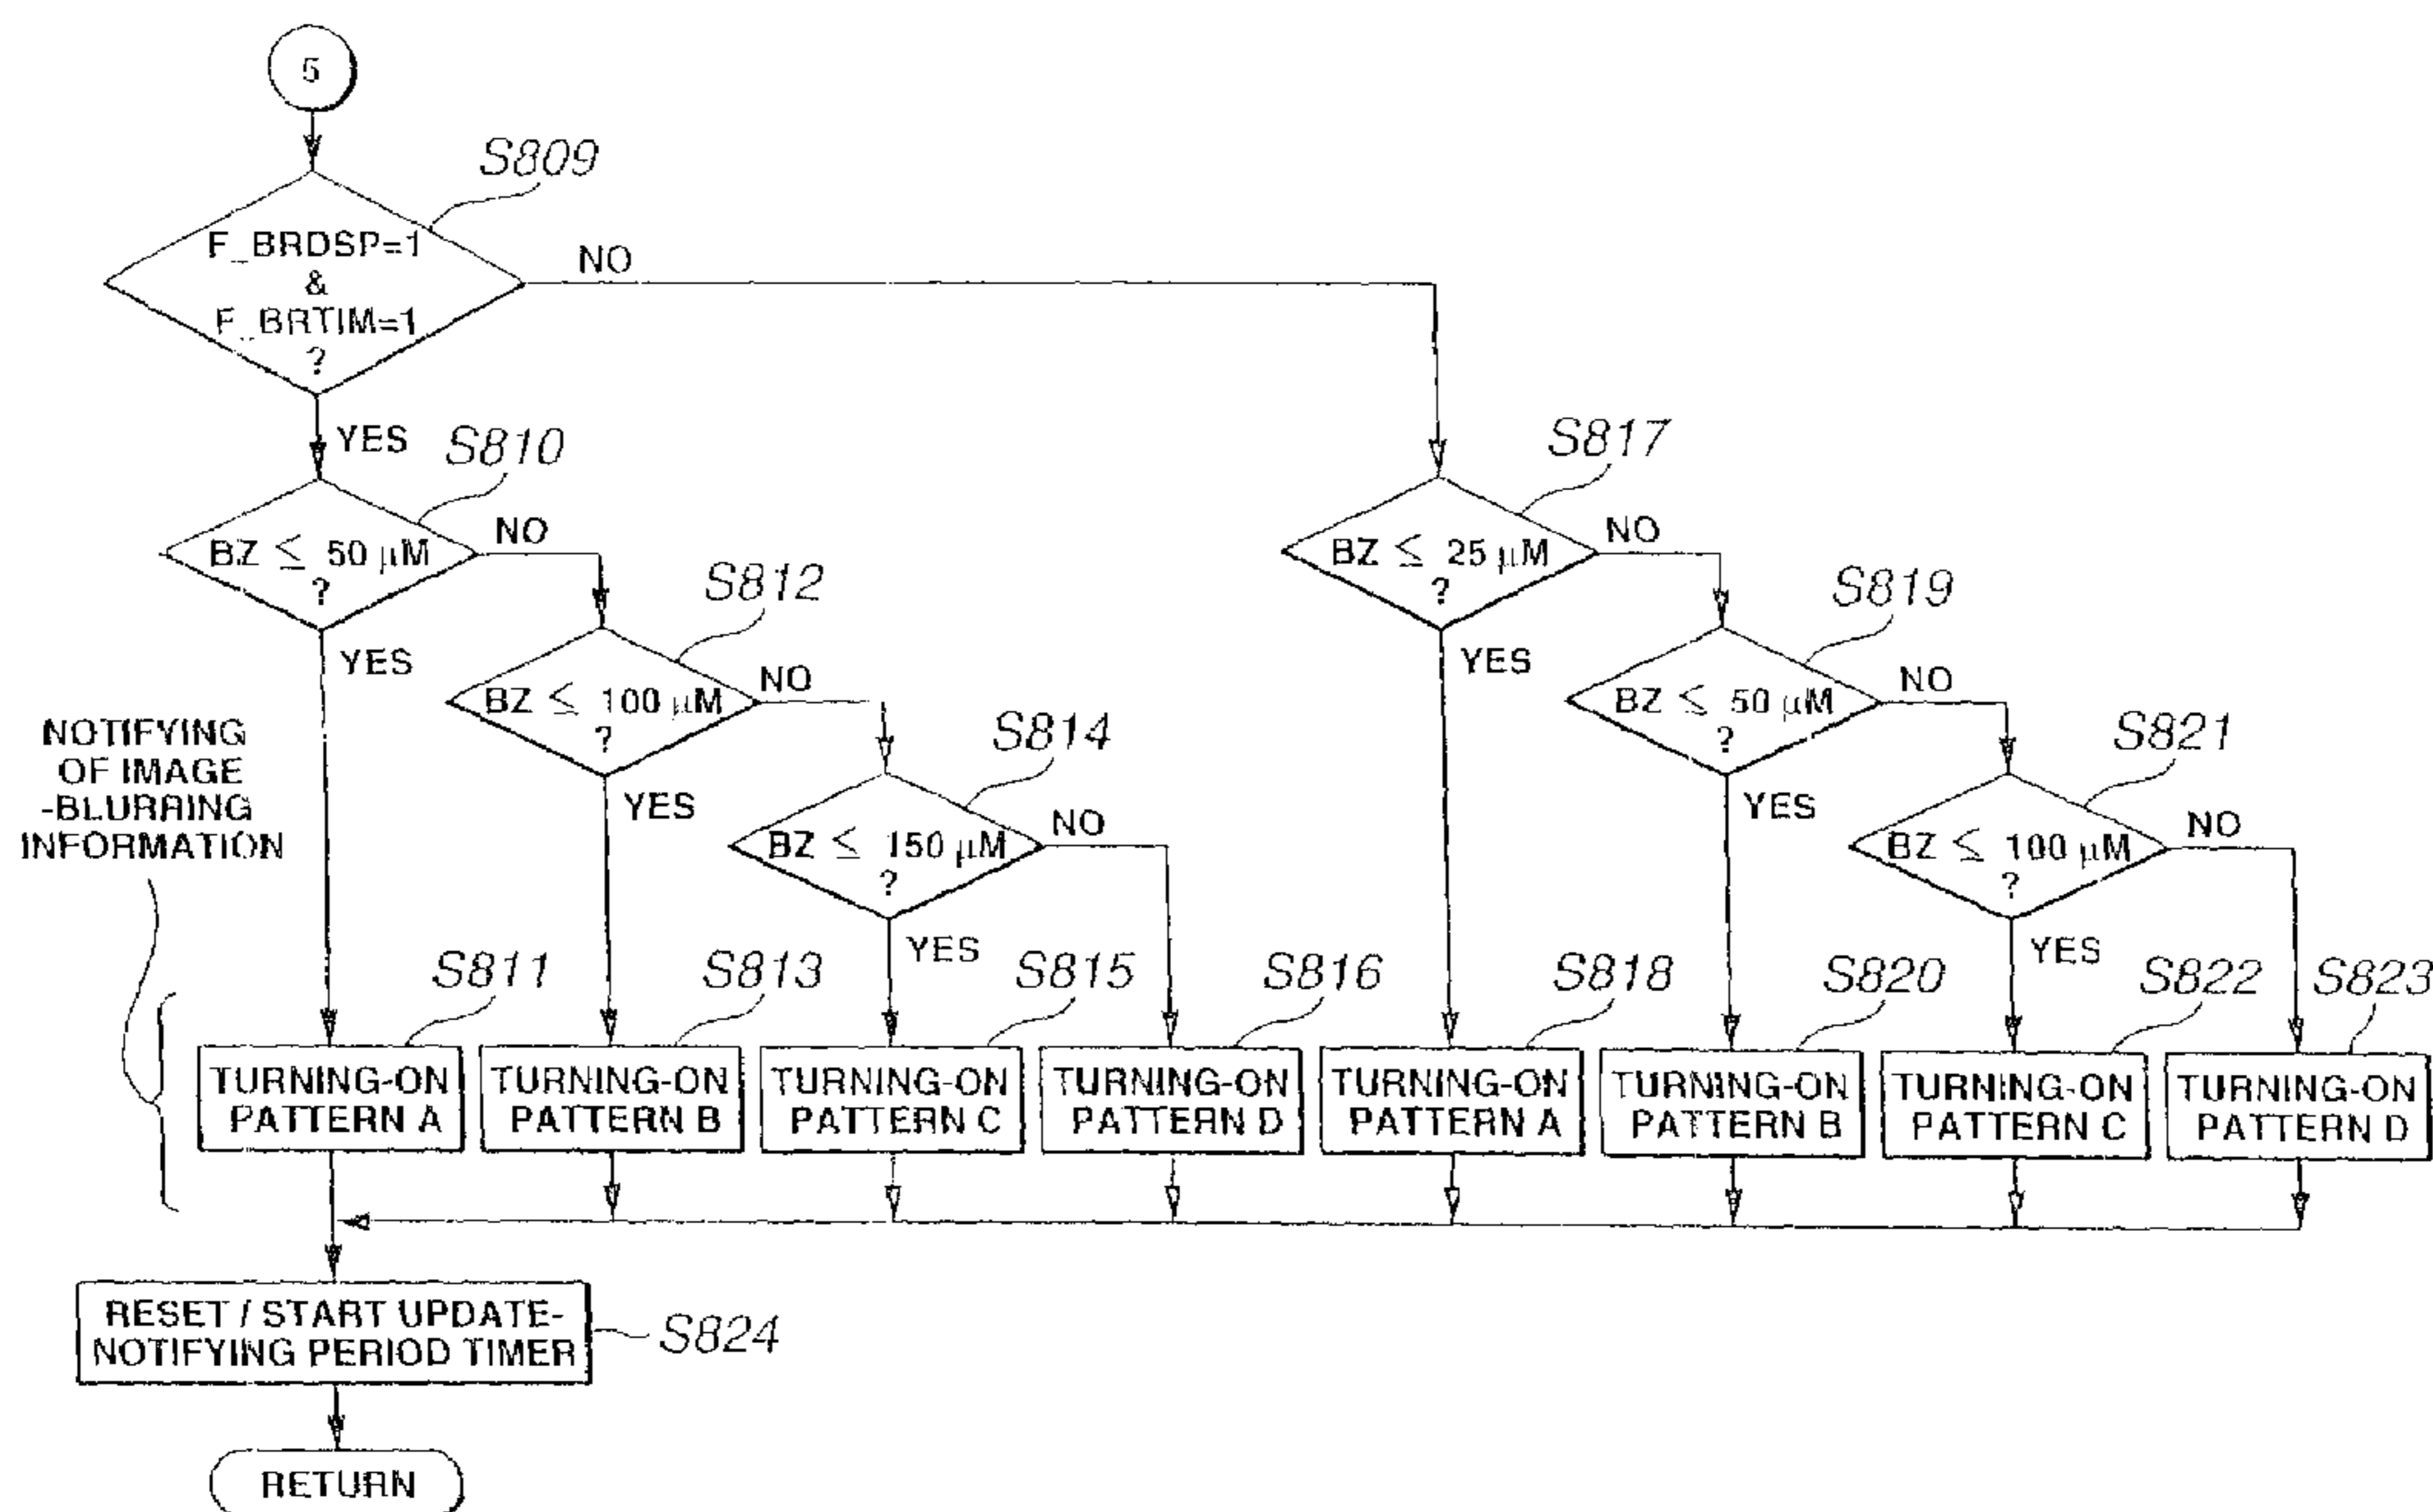 5
S809
F_BRDSP=1
&
F_BRTIM=1
?
NO
YES
S810
BZ ≦ 50 μM
?
NO
YES
S812
BZ ≦ 100 μM
?
NO
YES
S814
BZ ≦ 150 μM
?
NO
YES
S817
BZ ≦ 25 μM
?
NO
YES
S819
BZ ≦ 50 μM
?
NO
YES
S821
BZ ≦ 100 μM
?
NO
YES
NOTIFYING
OF IMAGE
-BLURRING
INFORMATION
S811
TURNING-ON
PATTERN A
S813
TURNING-ON
PATTERN B
S815
TURNING-ON
PATTERN C
S816
TURNING-ON
PATTERN D
S818
TURNING-ON
PATTERN A
S820
TURNING-ON
PATTERN B
S822
TURNING-ON
PATTERN C
S823
TURNING-ON
PATTERN D
RESET / START UPDATE-
NOTIFYING PERIOD TIMER
S824
RETURN